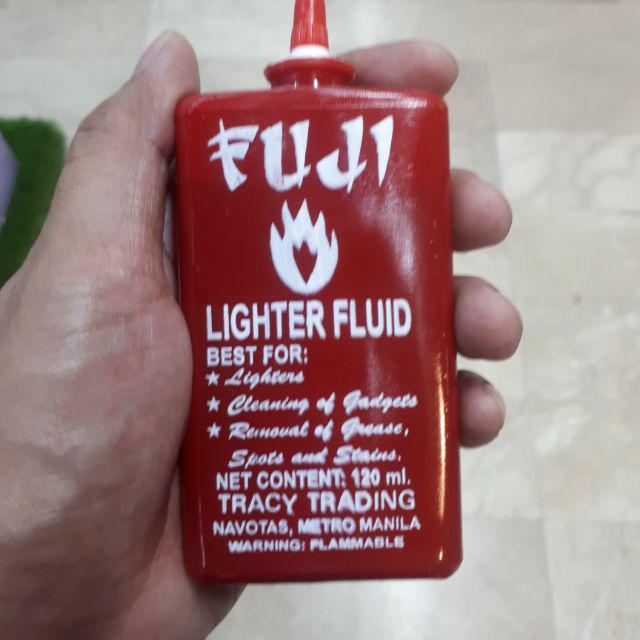 FUJI
LIGHTER FLUID
BEST FOR:
★ Lighters
★ Cleaning of Gadgets
★ Removal of Grease,
Spots and Stains.
NET CONTENT: 120 ml.
TRACY TRADING
NAVOTAS, METRO MANILA
WARNING: FLAMMABLE